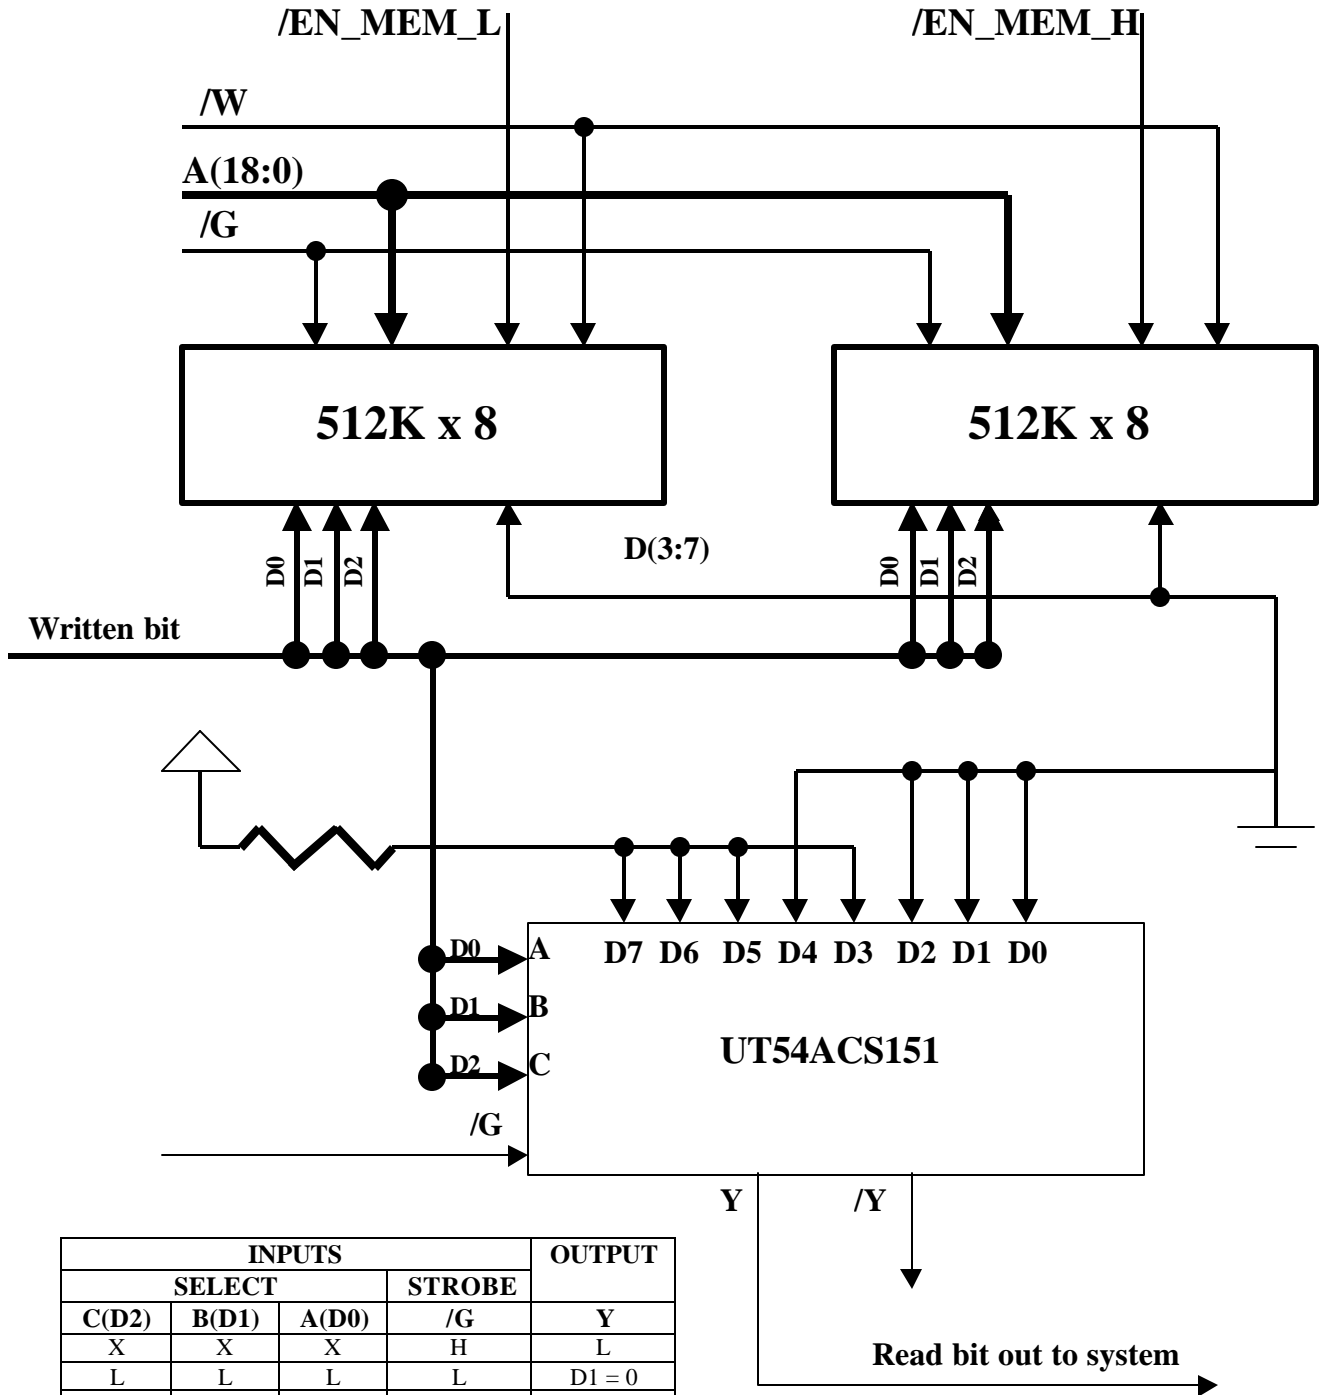 /EN_MEM_L
/EN_MEM_H
/W
A(18:0)
/G
512K x 8
512K x 8
D0
D1
D2
D(3:7)
D0
D1
D2
Written bit
D0
A
D7 D6 D5 D4 D3 D2 D1 D0
D1
B
UT54ACS151
D2
C
/G
Y
/Y
INPUTS
OUTPUT
SELECT
STROBE
C(D2)
B(D1)
A(D0)
/G
Y
X
X
X
H
L
L
L
L
L
D1 = 0
Read bit out to system